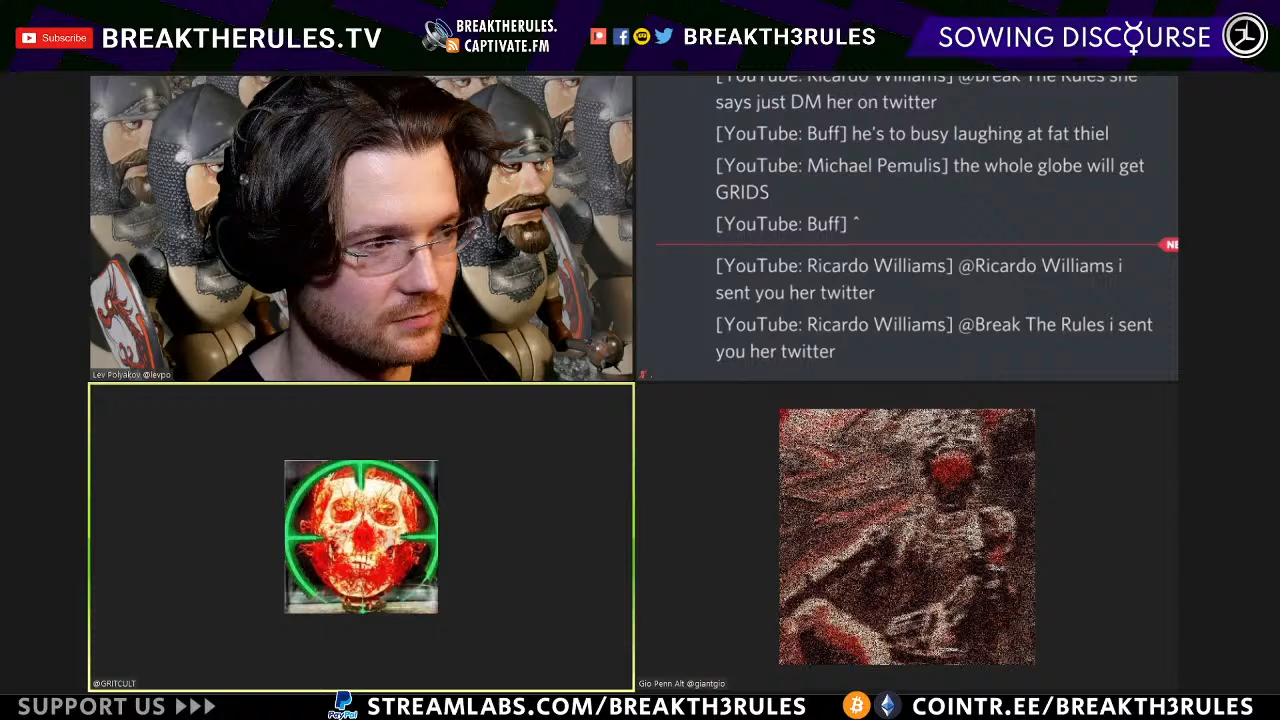 Subscribe BREAKTHERULES.TV
BREAKTHERULES.
CAPTIVATE.FM
BREAKTH3RULES
SOWING DISCOURSE
[YouTube: Ricardo Williams] @Break The Rules she
says just DM her on twitter
[YouTube: Buff] he's to busy laughing at fat thiel
[YouTube: Michael Pemulis] the whole globe will get
GRIDS
[YouTube: Buff] ^
NE
[YouTube: Ricardo Williams] @Ricardo Williams i
sent you her twitter
[YouTube: Ricardo Williams] @Break The Rules i sent
you her twitter
Lev Polyakov @levpo
.
@GRITCULT
Gio Penn Alt @giantgio
SUPPORT US
PayPal
STREAMLABS.COM/BREAKTH3RULES
COINTR.EE/BREAKTH3RULES